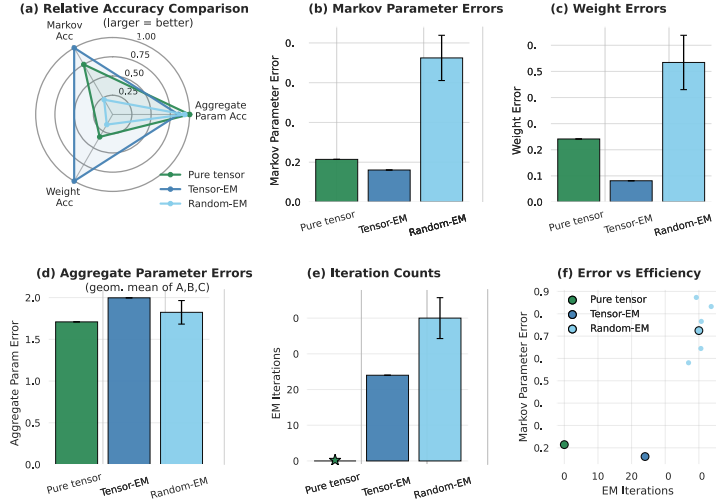 (a) Relative Accuracy Comparison
(larger = better)
Markov
Acc
1.00
0.75
0.50
0.25
Aggregate
Param Acc
Weight
Acc
Pure tensor
Tensor-EM
Random-EM
(b) Markov Parameter Errors
Markov Parameter Error
0.
0.
0.
0.2
0.0
Pure tensor
Tensor-EM
Random-EM
(c) Weight Errors
Weight Error
0.
0.5
0.
0.2
0.1
0.0
Pure tensor
Tensor-EM
Random-EM
(d) Aggregate Parameter Errors
(geom. mean of A,B,C)
Aggregate Param Error
2.0
1.5
1.0
0.5
0.0
Pure tensor
Tensor-EM
Random-EM
(e) Iteration Counts
EM Iterations
0
0
20
10
0
Pure tensor
Tensor-EM
Random-EM
(f) Error vs Efficiency
Markov Parameter Error
0.9
0.
0.7
0.
0.5
0.
0.
0.2
Pure tensor
Tensor-EM
Random-EM
0
10
20
0
0
EM Iterations